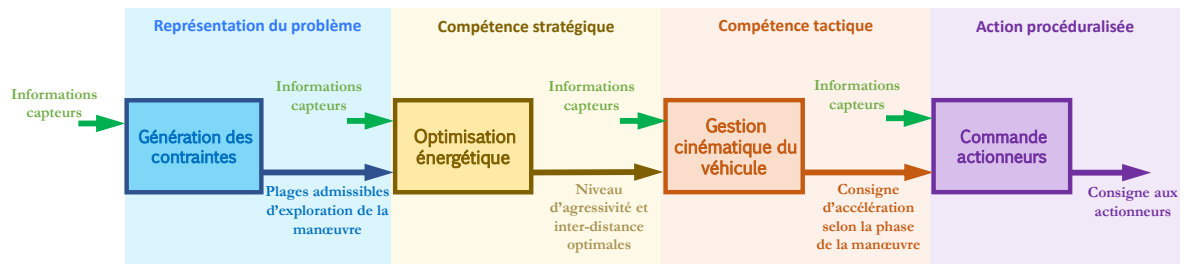 Représentation du problème
Compétence stratégique
Compétence tactique
Action procéduralisée
Informations
capteurs
Génération des
contraintes
Plages admissibles
d'exploration de la
manœuvre
Informations
capteurs
Optimisation
énergétique
Niveau
d'agressivité et
inter-distance
optimales
Informations
capteurs
Gestion
cinématique du
véhicule
Consigne
d'accélération
selon la phase
de la manœuvre
Informations
capteurs
Commande
actionneurs
Consigne aux
actionneurs